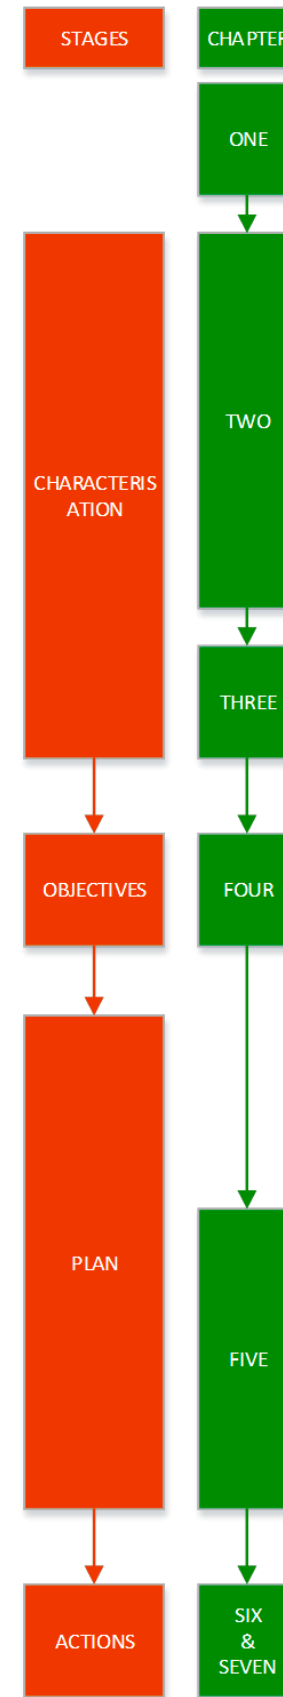 STAGES
CHAPTER
ONE
CHARACTERIS
ATION
TWO
THREE
OBJECTIVES
FOUR
PLAN
FIVE
ACTIONS
SIX
&
SEVEN